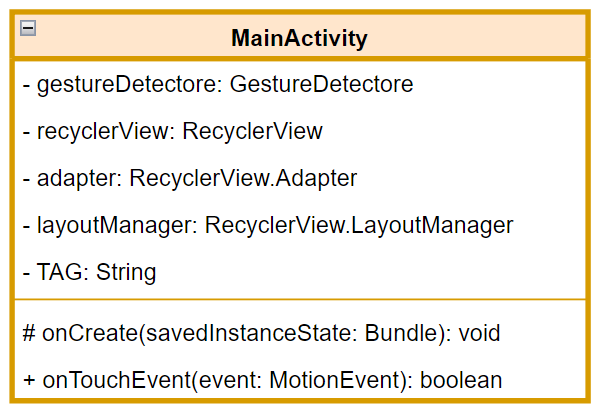 MainActivity
- gestureDetectore: GestureDetectore
- recyclerView: RecyclerView
- adapter: RecyclerView.Adapter
- layoutManager: RecyclerView.LayoutManager
- TAG: String
# onCreate(savedInstanceState: Bundle): void
+ onTouchEvent(event: MotionEvent): boolean